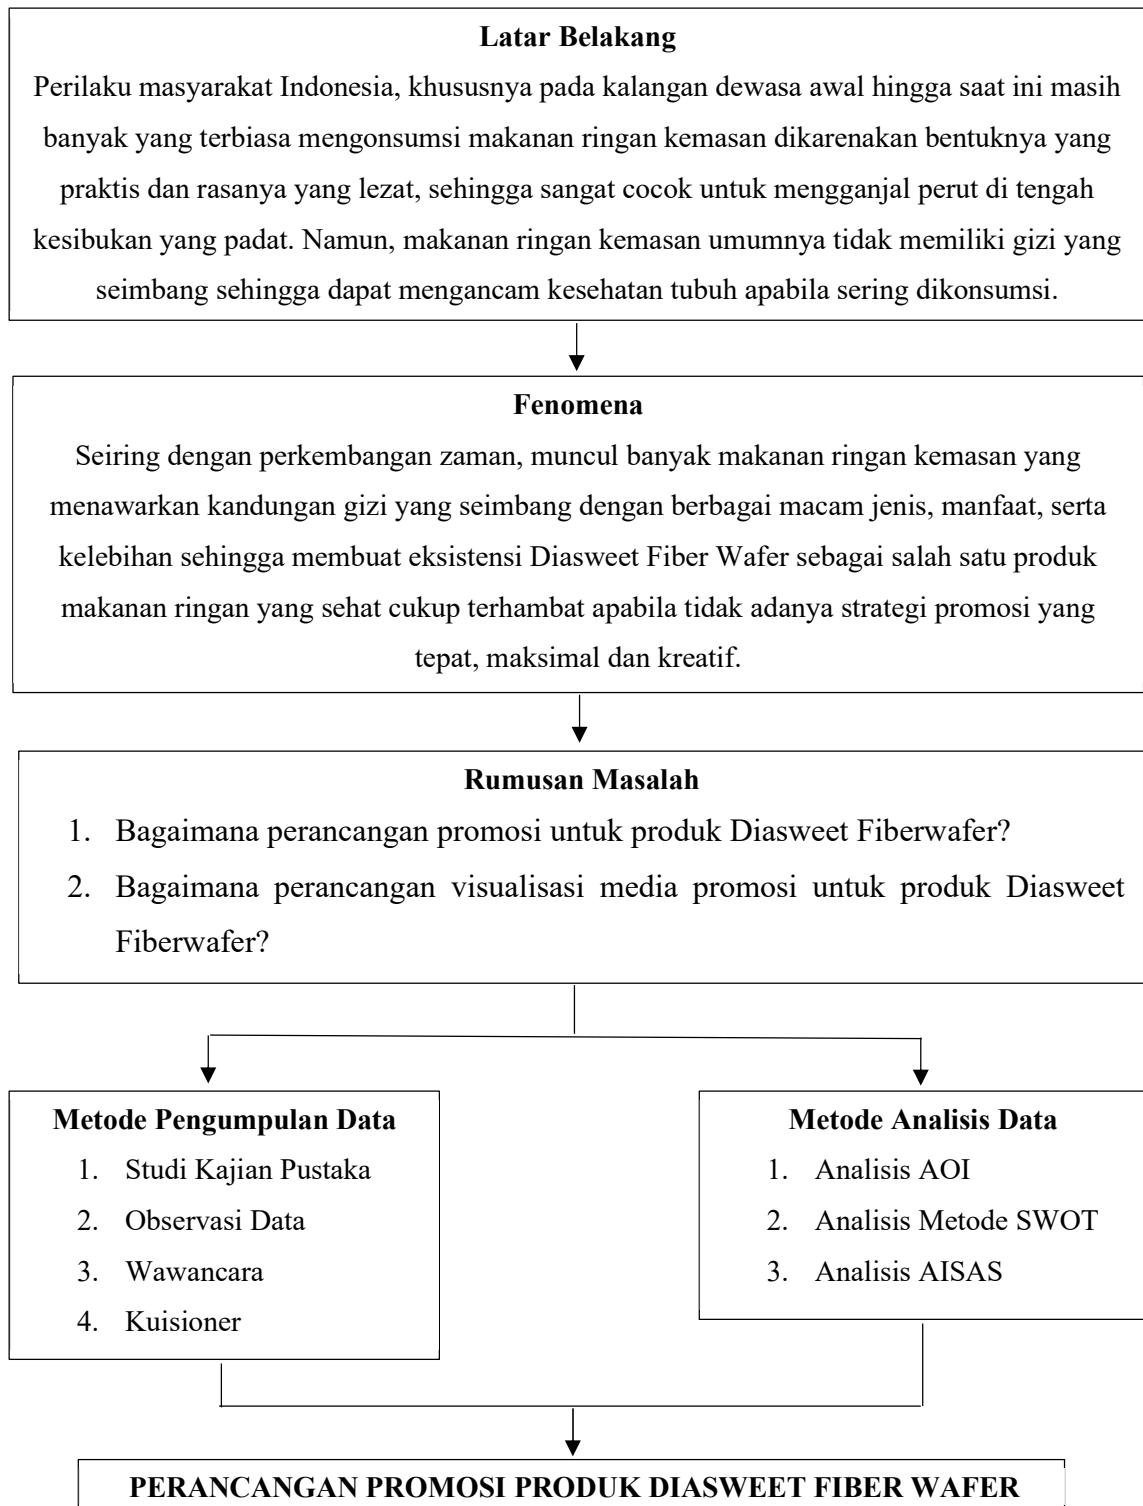 Latar Belakang
Perilaku masyarakat Indonesia, khususnya pada kalangan dewasa awal hingga saat ini masih
banyak yang terbiasa mengonsumsi makanan ringan kemasan dikarenakan bentuknya yang
praktis dan rasanya yang lezat, sehingga sangat cocok untuk mengganjal perut di tengah
kesibukan yang padat. Namun, makanan ringan kemasan umumnya tidak memiliki gizi yang
seimbang sehingga dapat mengancam kesehatan tubuh apabila sering dikonsumsi.
Fenomena
Seiring dengan perkembangan zaman, muncul banyak makanan ringan kemasan yang
menawarkan kandungan gizi yang seimbang dengan berbagai macam jenis, manfaat, serta
kelebihan sehingga membuat eksistensi Diasweet Fiber Wafer sebagai salah satu produk
makanan ringan yang sehat cukup terhambat apabila tidak adanya strategi promosi yang
tepat, maksimal dan kreatif.
Rumusan Masalah
1. Bagaimana perancangan promosi untuk produk Diasweet Fiberwafer?
2. Bagaimana perancangan visualisasi media promosi untuk produk Diasweet
Fiberwafer?
Metode Pengumpulan Data
1. Studi Kajian Pustaka
2. Observasi Data
3. Wawancara
4. Kuisioner
Metode Analisis Data
1. Analisis AOI
2. Analisis Metode SWOT
3. Analisis AISAS
PERANCANGAN PROMOSI PRODUK DIASWEET FIBER WAFER